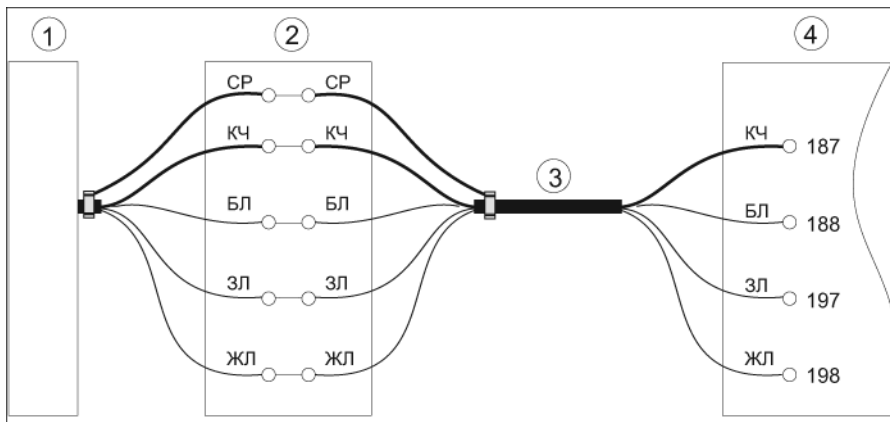 1 2 4
СР СР
КЧ КЧ КЧ 187
3
БЛ БЛ БЛ 188
ЗЛ ЗЛ ЗЛ 197
ЖЛ ЖЛ ЖЛ 198